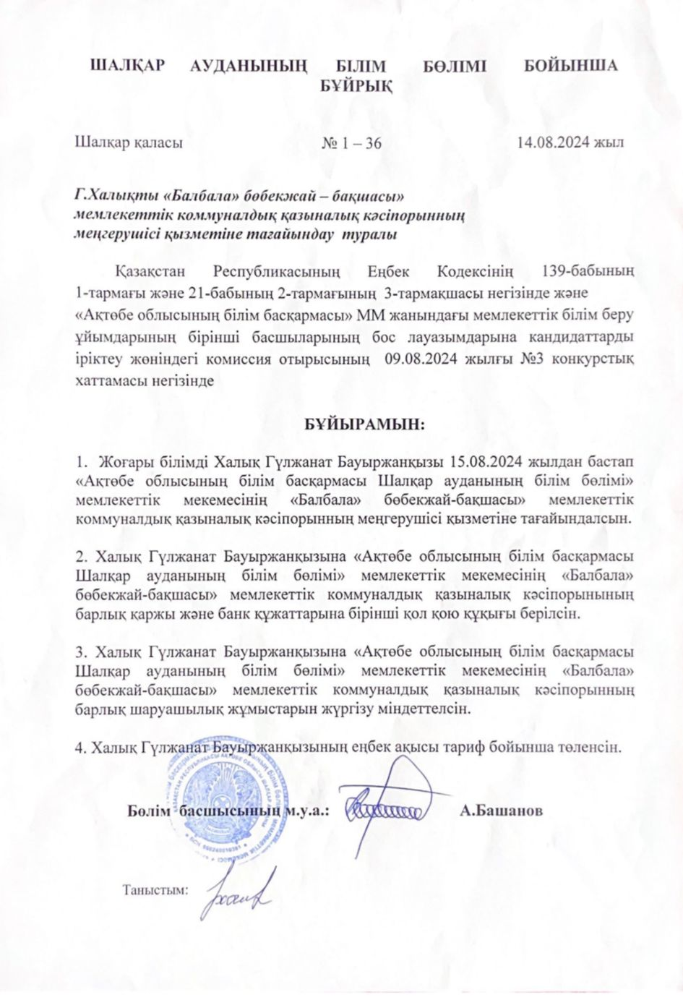 ШАЛҚАР АУДАНЫНЫҢ БІЛІМ БӨЛІМІ БОЙЫНША
БҰЙРЫҚ
Шалқар қаласы № 1 – 36 14.08.2024 жыл
Г.Халықты «Балбала» бөбекжай – бақшасы»
мемлекеттік коммуналдық қазыналық кәсіпорынның
меңгерушісі қызметіне тағайындау туралы
Қазақстан Республикасының Еңбек Кодексінің 139-бабының
1-тармағы және 21-бабының 2-тармағының 3-тармақшасы негізінде және
«Ақтөбе облысының білім басқармасы» ММ жанындағы мемлекеттік білім беру
ұйымдарының бірінші басшыларының бос лауазымдарына кандидаттарды
іріктеу жөніндегі комиссия отырысының 09.08.2024 жылғы №3 конкурстық
хаттамасы негізінде
БҰЙЫРАМЫН:
1. Жоғары білімді Халық Гүлжанат Бауыржанқызы 15.08.2024 жылдан бастап
«Ақтөбе облысының білім басқармасы Шалқар ауданының білім бөлімі»
мемлекеттік мекемесінің «Балбала» бөбекжай-бақшасы» мемлекеттік
коммуналдық қазыналық кәсіпорынның меңгерушісі қызметіне тағайындалсын.
2. Халық Гүлжанат Бауыржанқызына «Ақтөбе облысының білім басқармасы
Шалқар ауданының білім бөлімі» мемлекеттік мекемесінің «Балбала»
бөбекжай-бақшасы» мемлекеттік коммуналдық қазыналық кәсіпорынының
барлық қаржы және банк құжаттарына бірінші қол қою құқығы берілсін.
3. Халық Гүлжанат Бауыржанқызына «Ақтөбе облысының білім басқармасы
Шалқар ауданының білім бөлімі» мемлекеттік мекемесінің «Балбала»
бөбекжай-бақшасы» мемлекеттік коммуналдық қазыналық кәсіпорынның
барлық шаруашылық жұмыстарын жүргізу міндеттелсін.
4. Халық Гүлжанат Бауыржанқызының еңбек ақысы тариф бойынша төленсін.
Бөлім басшысының м.у.а.: А.Башанов
Таныстым: